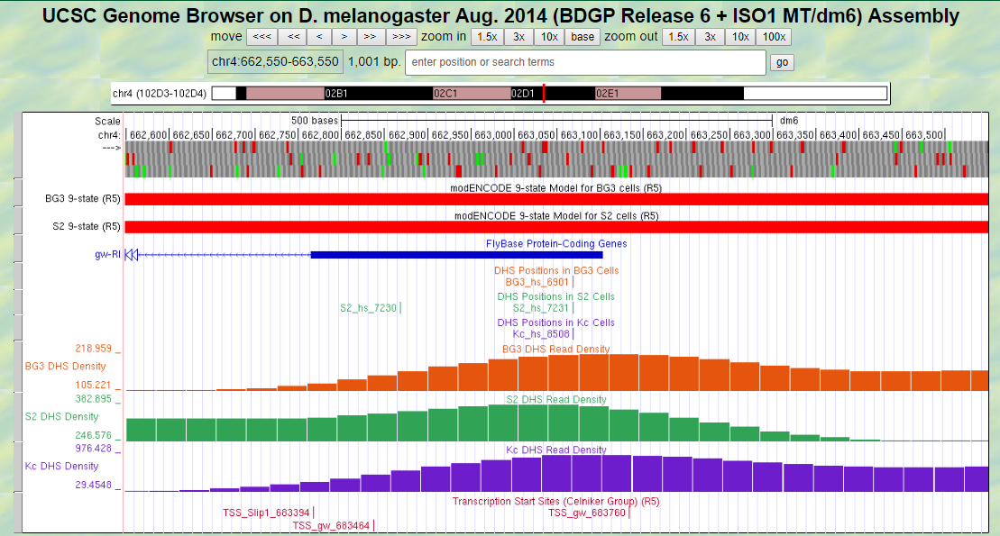 UCSC Genome Browser on D. melanogaster Aug. 2014 (BDGP Release 6 + ISO1 MT/dm6) Assembly
move <<< << < > >> >>> zoom in 1.5x 3x 10x base zoom out 1.5x 3x 10x 100x
chr4:662,550-663,550 1,001 bp. enter position or search terms go
chr4 (102D3-102D4) 02B1 02C1 02D1 02E1
Scale 500 bases dm6
chr4: 662,600 662,650 662,700 662,750 662,800 662,850 662,900 662,950 663,000 663,050 663,100 663,150 663,200 663,250 663,300 663,350 663,400 663,450 663,500
--->
modENCODE 9-state Model for BG3 cells (R5)
BG3 9-state (R5)
modENCODE 9-state Model for S2 cells (R5)
S2 9-state (R5)
FlyBase Protein-Coding Genes
gw-RI
DHS Positions in BG3 Cells
BG3_hs_6901
DHS Positions in S2 Cells
S2_hs_7230 S2_hs_7231
DHS Positions in Kc Cells
Kc_hs_8508
218.959 _ BG3 DHS Read Density
BG3 DHS Density
105.221 _
382.895 _ S2 DHS Read Density
S2 DHS Density
246.576 _
976.428 _ Kc DHS Read Density
Kc DHS Density
29.4548 _
Transcription Start Sites (Celniker Group) (R5)
TSS_Slip1_683394 TSS_gw_683760
TSS_gw_683464